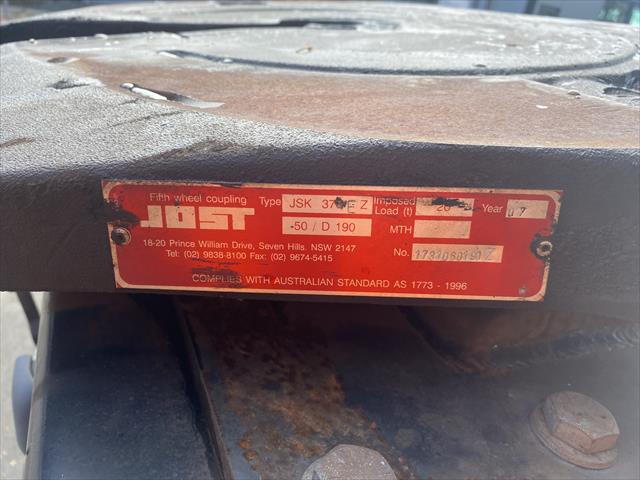 Fifth wheel coupling Type JSK 37 E Z Imposed Load (t) 20 Year 7
JOST -50 / D 190 MTH
18-20 Prince William Drive, Seven Hills. NSW 2147
Tel: (02) 9838-8100 Fax: (02) 9674-5415 No.
COMPLIES WITH AUSTRALIAN STANDARD AS 1773 - 1996